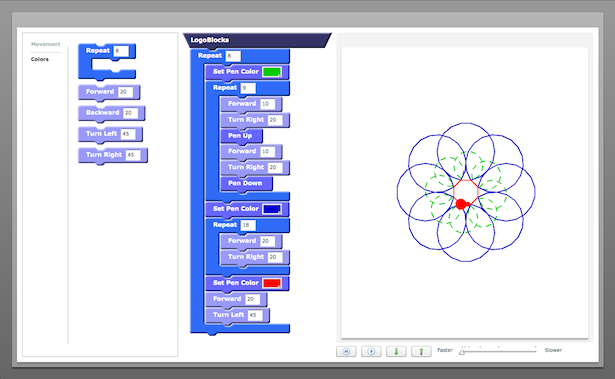 Movement
Colors
Repeat 8
Forward 20
Backward 20
Turn Left 45
Turn Right 45
LogoBlocks
Repeat 8
Set Pen Color
Repeat 9
Forward 10
Turn Right 20
Pen Up
Forward 10
Turn Right 20
Pen Down
Set Pen Color
Repeat 18
Forward 20
Turn Right 20
Set Pen Color
Forward 20
Turn Left 45
Faster Slower